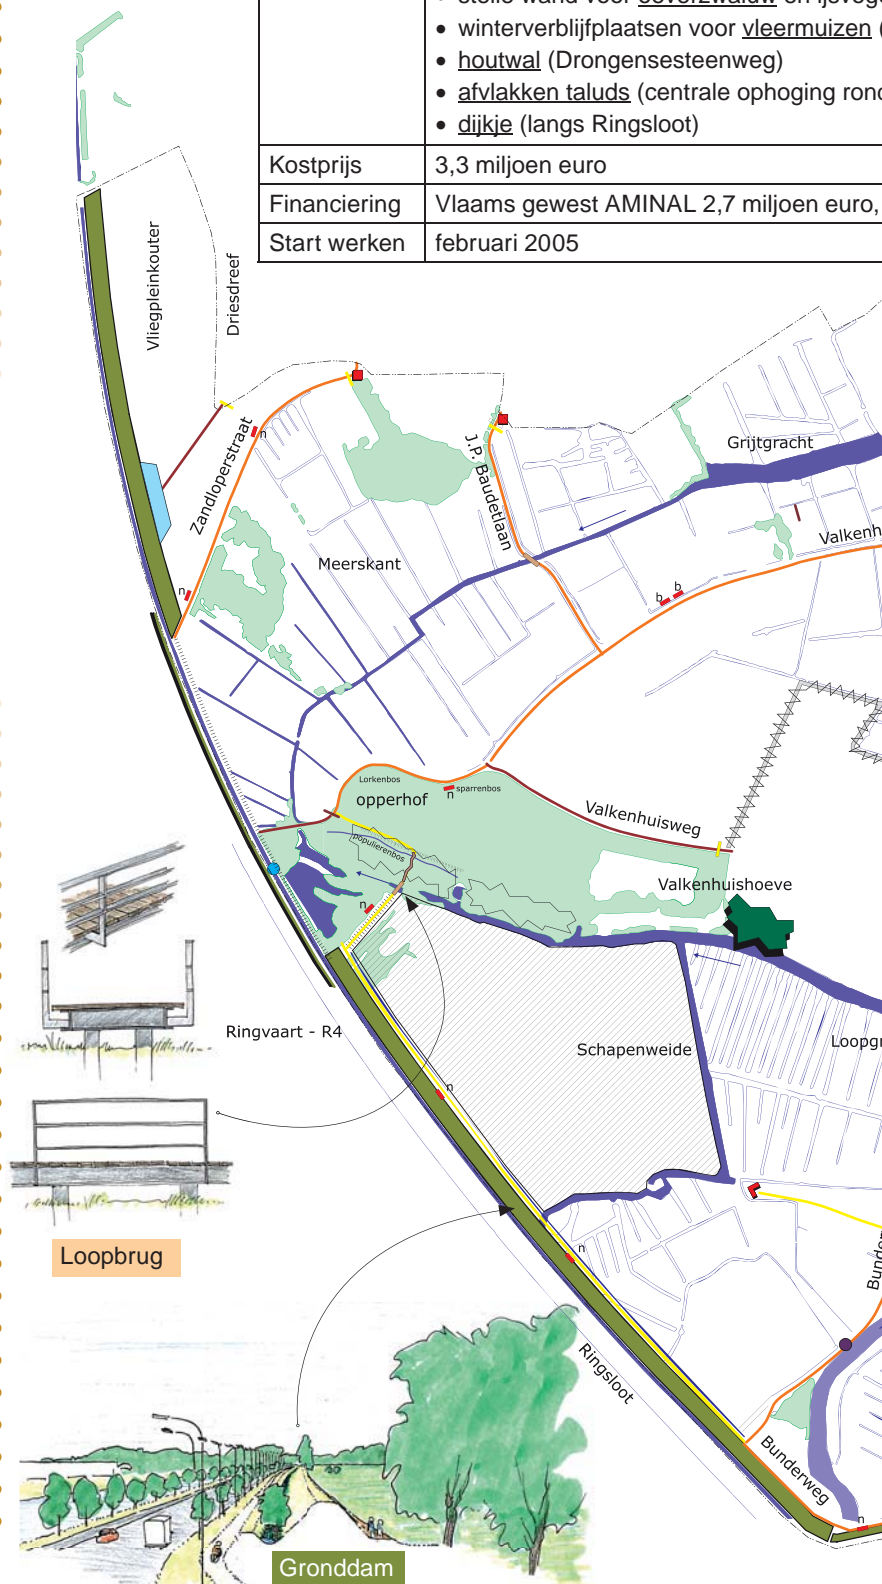 • winterverblijfplaatsen voor vleermuizen (
• houtwal (Drongensesteenweg)
• afvlakken taluds (centrale ophoging rond
• dijkje (langs Ringsloot)
Kostprijs 3,3 miljoen euro
Financiering Vlaams gewest AMINAL 2,7 miljoen euro,
Start werken februari 2005
Vliegpleinkouter
Driesdreef
Zandloperstraat
n
n
J.P. Baudetlaan
Grijtgracht
Meerskant
Valkenh
b
b
Lorkenbos
opperhof
n
sparrenbos
populierenbos
Valkenhuisweg
Valkenhuishoeve
n
Ringvaart - R4
Schapenweide
Loopgr
n
Loopbrug
n
Bunder
Ringsloot
Bunderweg
n
Gronddam